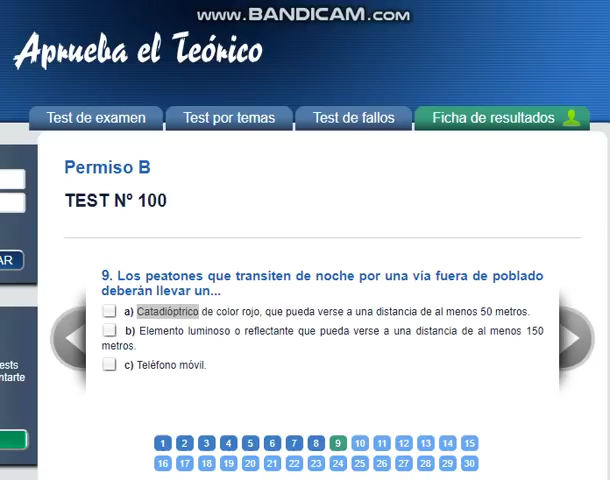 www.BANDICAM.com
Aprueba el Teórico
Test de examen Test por temas Test de fallos Ficha de resultados
Permiso B
TEST Nº 100
AR
9. Los peatones que transiten de noche por una vía fuera de poblado
deberán llevar un...
a) Catadióptrico de color rojo, que pueda verse a una distancia de al menos 50 metros.
b) Elemento luminoso o reflectante que pueda verse a una distancia de al menos 150
metros.
c) Teléfono móvil.
ests
ntarte
1 2 3 4 5 6 7 8 9 10 11 12 13 14 15
16 17 18 19 20 21 22 23 24 25 26 27 28 29 30